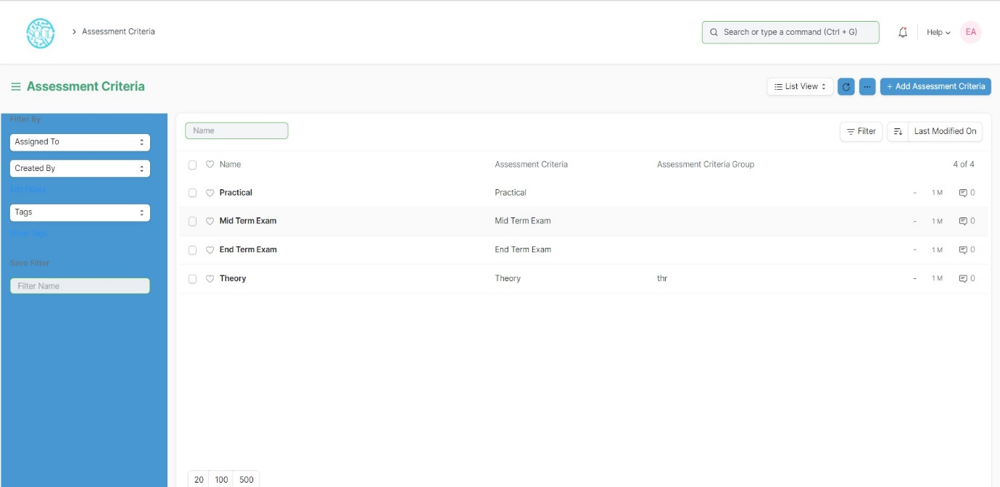 SOUL
Assessment Criteria
Search or type a command (Ctrl + G)
Help
EA
Assessment Criteria
List View
...
+ Add Assessment Criteria
Filter By
Assigned To
Created By
Edit Filters
Tags
Show Tags
Save Filter
Filter Name
Name
Filter
Last Modified On
Name Assessment Criteria Assessment Criteria Group 4 of 4
Practical Practical - 1 M 0
Mid Term Exam Mid Term Exam - 1 M 0
End Term Exam End Term Exam - 1 M 0
Theory Theory thr - 1 M 0
20 100 500